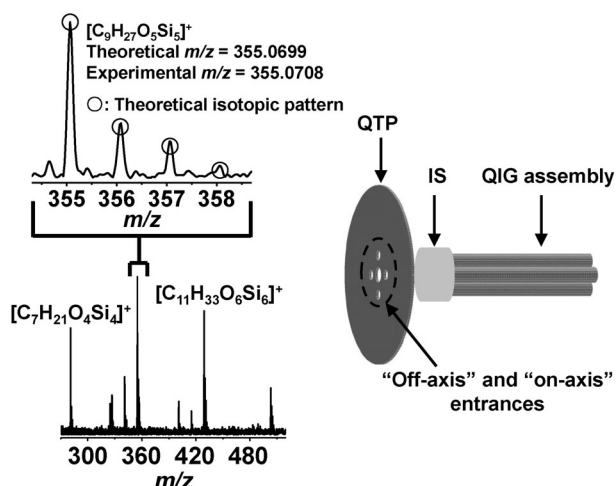 [C₉H₂₇O₅Si₅]⁺
Theoretical m/z = 355.0699
Experimental m/z = 355.0708
○: Theoretical isotopic pattern
355 356 357 358
m/z
[C₇H₂₁O₄Si₄]⁺
[C₁₁H₃₃O₆Si₆]⁺
300 360 420 480
m/z
QTP
IS
QIG assembly
“Off-axis” and “on-axis”
entrances